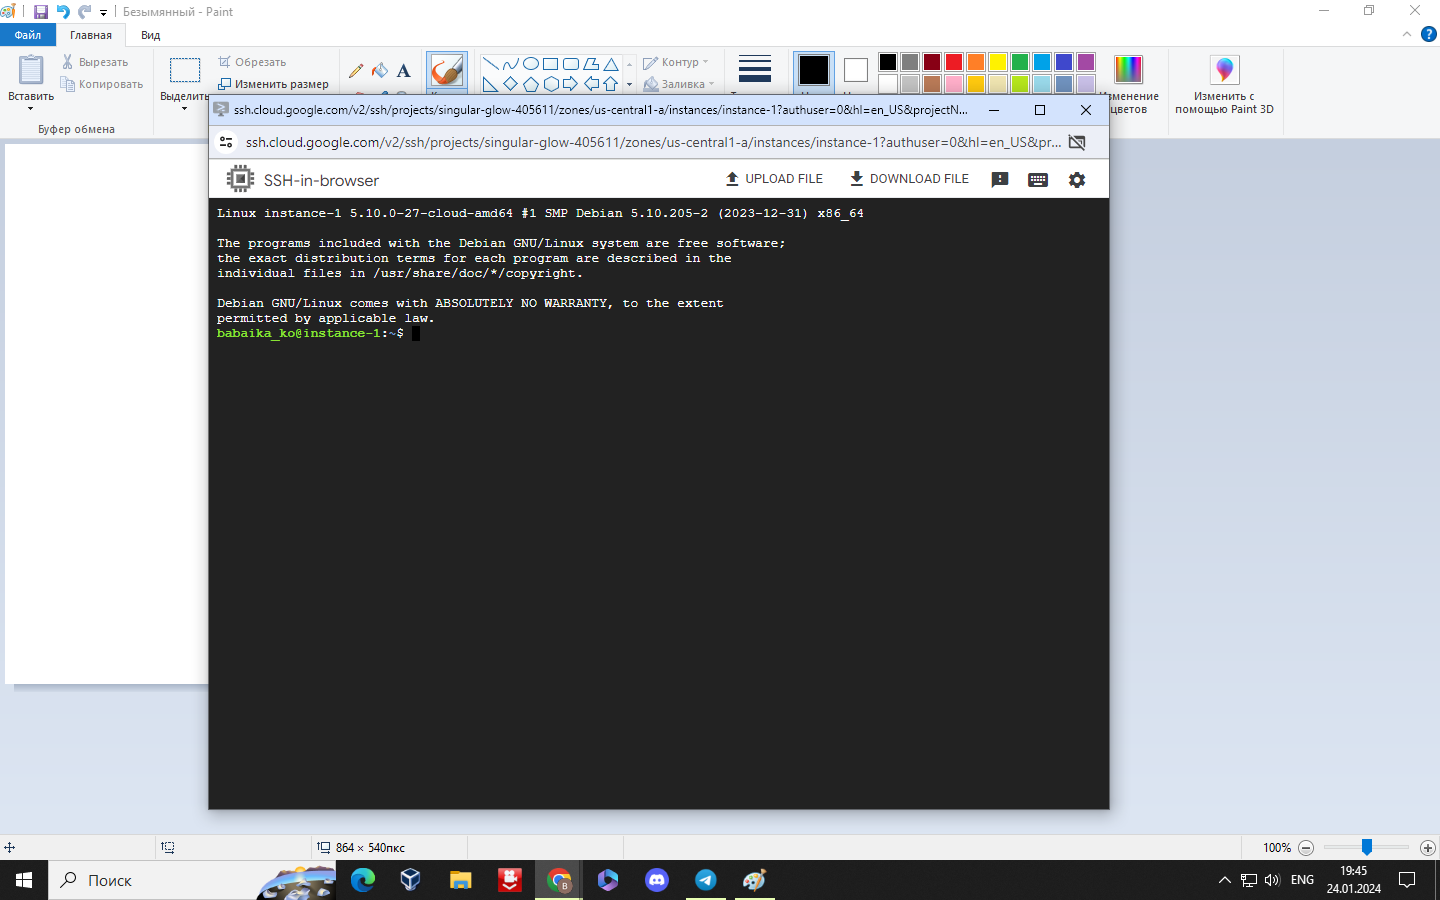 Безымянный - Paint
Файл
Главная
Вид
Вставить
Вырезать
Копировать
Буфер обмена
Выделить
Обрезать
Изменить размер
Контур
Заливка
цветов
Изменить с
помощью Paint 3D
ssh.cloud.google.com/v2/ssh/projects/singular-glow-405611/zones/us-central1-a/instances/instance-1?authuser=0&hl=en_US&projectN...
ssh.cloud.google.com/v2/ssh/projects/singular-glow-405611/zones/us-central1-a/instances/instance-1?authuser=0&hl=en_US&pr...
SSH-in-browser
UPLOAD FILE
DOWNLOAD FILE
Linux instance-1 5.10.0-27-cloud-amd64 #1 SMP Debian 5.10.205-2 (2023-12-31) x86_64
The programs included with the Debian GNU/Linux system are free software;
the exact distribution terms for each program are described in the
individual files in /usr/share/doc/*/copyright.
Debian GNU/Linux comes with ABSOLUTELY NO WARRANTY, to the extent
permitted by applicable law.
babaika_ko@instance-1:~$
864 × 540пкс
100%
Поиск
ENG
19:45
24.01.2024